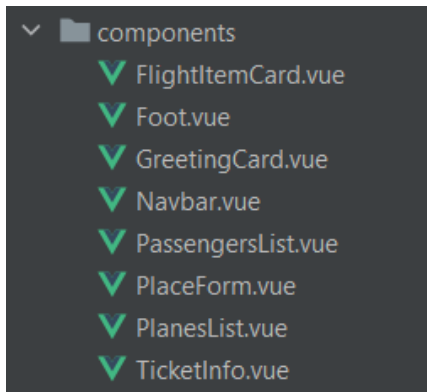 components
FlightItemCard.vue
Foot.vue
GreetingCard.vue
Navbar.vue
PassengersList.vue
PlaceForm.vue
PlanesList.vue
TicketInfo.vue